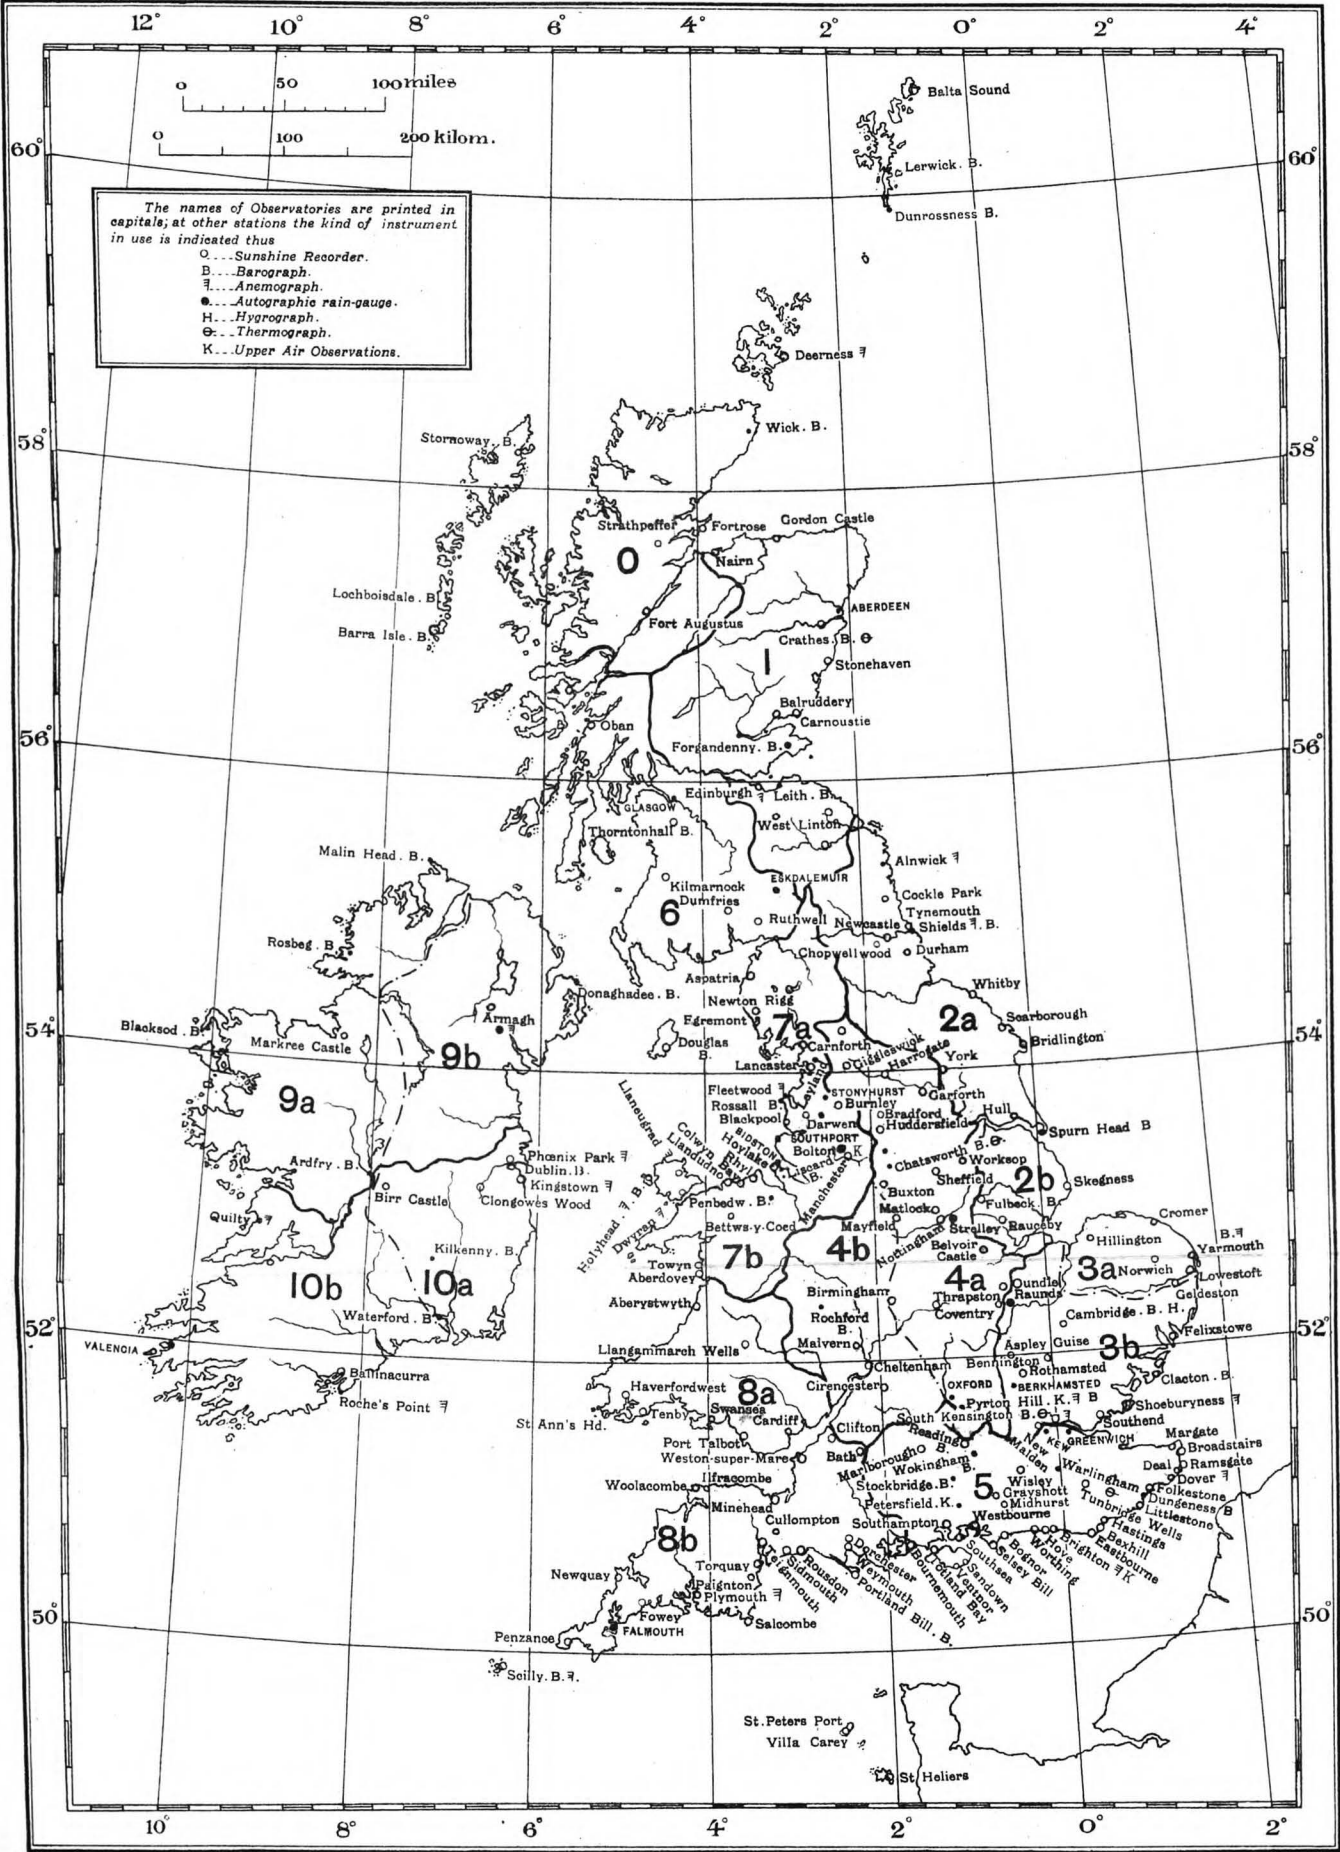 12° 10° 8° 6° 4° 2° 0° 2° 4°
0 50 100 miles
0 100 200 kilom.
The names of Observatories are printed in
capitals; at other stations the kind of instrument
in use is indicated thus
O....Sunshine Recorder.
B....Barograph.
....Anemograph.
●....Autographic rain-gauge.
H...Hygrograph.
Ɵ...Thermograph.
K...Upper Air Observations.
Balta Sound
60° 60°
Lerwick. B.
Dunrossness B.
Deerness
Wick. B.
58° 58°
Stornoway. B.
Strathpeffer
Fortrose
Gordon Castle
Nairn
0
Lochboisdale. B
Barra Isle. B.
Fort Augustus
ABERDEEN
Crathes. B. Ɵ
1
Stonehaven
Balruddery
Carnoustie
Oban
56° 56°
Forgandenny. B.
Edinburgh
Leith. B.
GLASGOW
West Linton
Thorntonhall B.
Malin Head. B.
Alnwick
ESKDALEMUIR
Kilmarnock
Dumfries
Cockle Park
6
Ruthwell
Newcastle
Tynemouth
Shields B.
Rosbeg. B.
Chopwellwood
Durham
Aspatria
Whitby
Donaghadee. B.
Newton Rigg
Egremont
7a
2a
Scarborough
Armagh
Blacksod. B.
54° 54°
Markree Castle
9b
Douglas
B.
Carnforth
Bridlington
Lancaster
Giggleswick
Harrogate
York
9a
Leyland
Fleetwood
Rossall B.
Blackpool
STONYHURST
Burnley
Garforth
Darwen
Bradford
Huddersfield
Hull
Spurn Head B
SOUTHPORT
Bolton K
BIDSTON
Hoylake
Rhyl
Colwyn Bay
Llandudno
Llaneugrad
Liscard
B.
Manchester
Chatsworth B. Ɵ
Worksop
Sheffield
2b
Skegness
Ardfry. B.
Phœnix Park
Dublin. B.
Kingstown
Birr Castle
Clongowes Wood
Holyhead B.
Dwyran
Penbedw. B.
Bettws-y-Coed
Buxton
Matlock
Fulbeck. B.
Mayfield
Nottingham
Strelley
Rauceby
Cromer
Quilty
Hillington
B.
Yarmouth
4b
Belvoir
Castle
7b
Towyn
Aberdovey
Kilkenny. B.
10b
10a
4a
Oundle
3a
Norwich
Lowestoft
Birmingham
Thrapston
Raunds
Geldeston
Aberystwyth
Rochford
B.
Coventry
Cambridge. B. H.
Waterford. B.
52° 52°
VALENCIA
Felixstowe
Malvern
Aspley Guise
3b
Llangammarch Wells
Bennington
Rothamsted
Ballinacurra
Cheltenham
Clacton. B.
Haverfordwest
8a
Cirencester
OXFORD
BERKHAMSTED
Roche's Point
Pyrton Hill. K. B
Shoeburyness
St Ann's Hd.
Tenby
Swansea
Cardiff
Clifton
South Kensington B. Ɵ
Southend
Port Talbot
Reading
KEW
GREENWICH
Margate
Weston-super-Mare
Bath
Marlborough
B.
New
Malden
Broadstairs
Ilfracombe
Wokingham
B.
Deal
Ramsgate
Woolacombe
Stockbridge. B.
5
Wisley
Warlingham
Ɵ
Dover
Minehead
Grayshott
Folkestone
Petersfield. K.
Midhurst
Tunbridge Wells
Dungeness B
Cullompton
Southampton
Westbourne
Littlestone
8b
Hastings
Bexhill
Eastbourne
Brighton K
Hove
Worthing
Bognor
Selsey Bill
Southsea
Sandown
Ventnor
Totland Bay
Bournemouth
Dorchester
Weymouth
Portland Bill. B.
Rousdon
Sidmouth
Teignmouth
Torquay
Newquay
Paignton
Plymouth
50° 50°
Fowey
FALMOUTH
Salcombe
Penzance
Scilly. B.
St. Peters Port
Villa Carey
St Heliers
10° 8° 6° 4° 2° 0° 2°